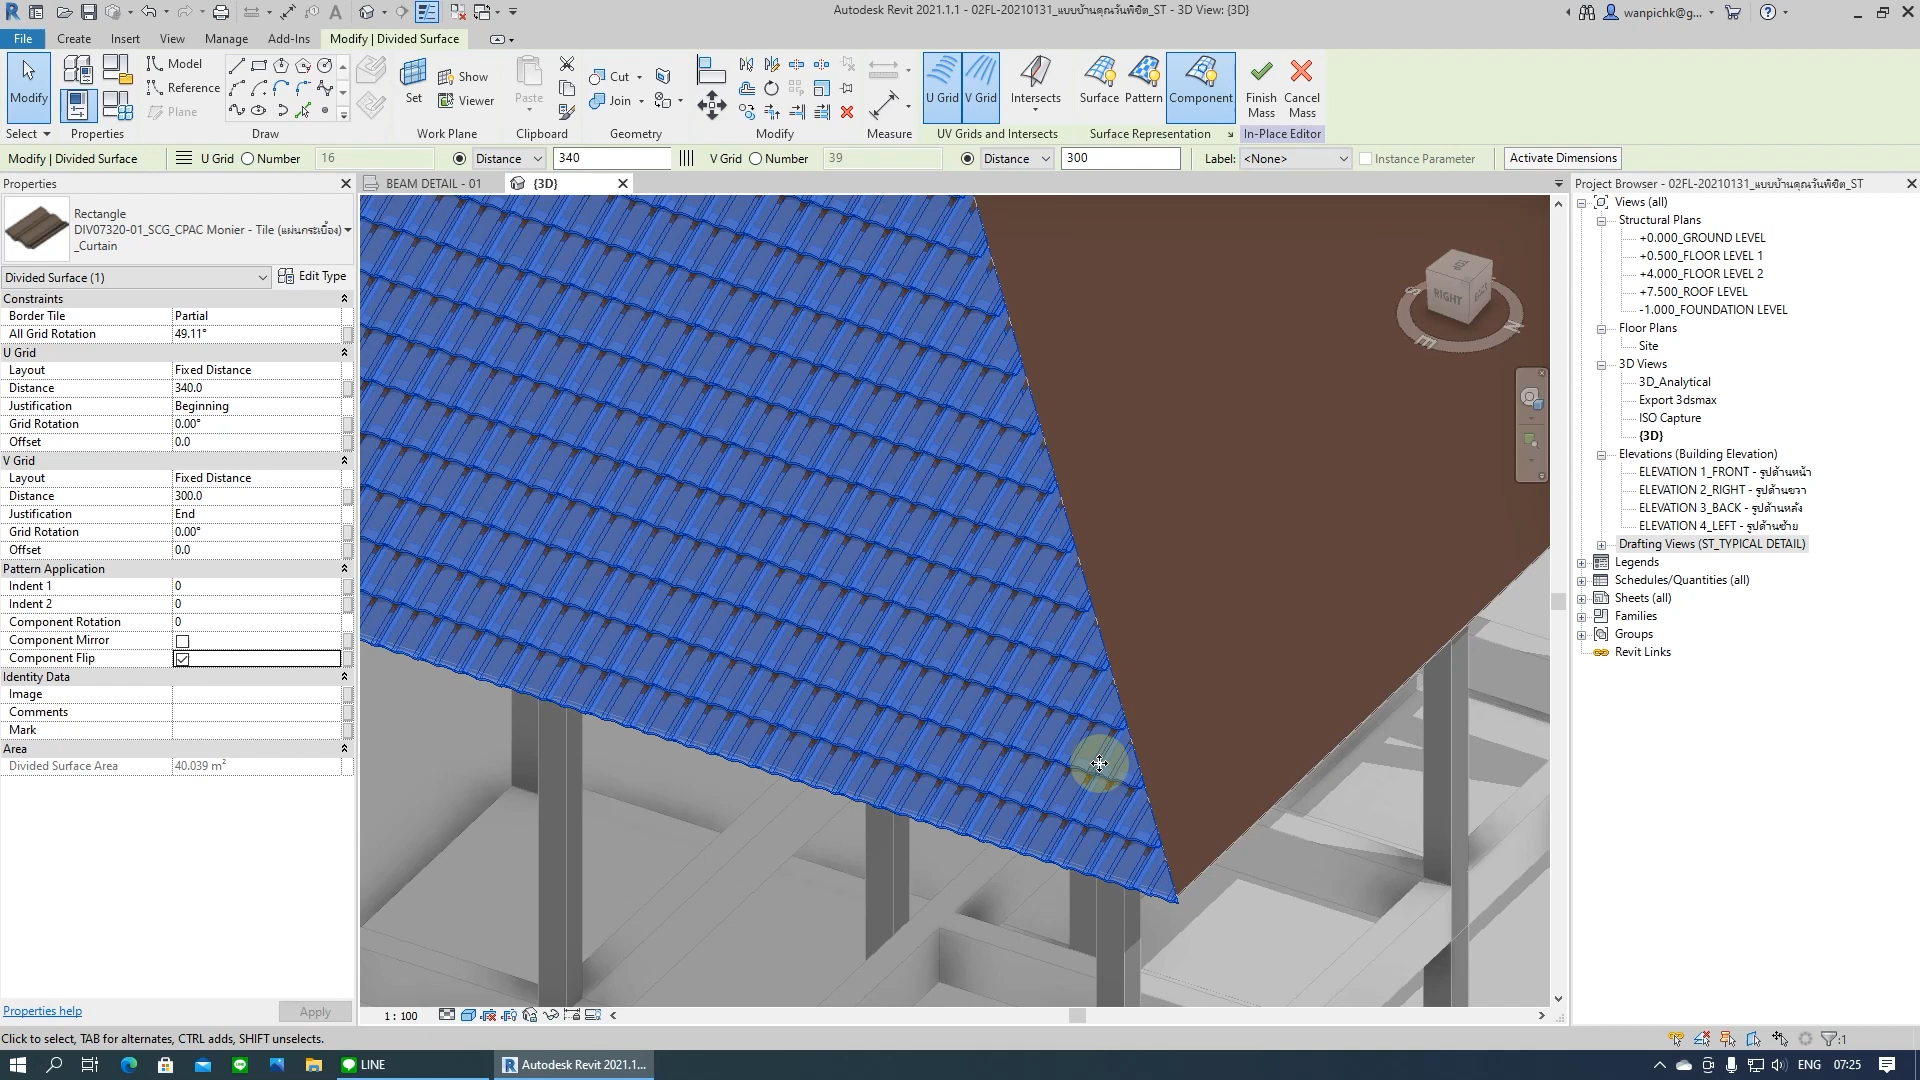 Autodesk Revit 2021.1.1 - 02FL-20210131_แบบบ้านคุณวันพิชิต_ST - 3D View: {3D}
wanpichk@g...
File Create Insert View Manage Add-Ins Modify | Divided Surface
Modify
Select
Properties
Model
Reference
Plane
Draw
Set
Show
Viewer
Work Plane
Paste
Clipboard
Cut
Join
Geometry
Modify
Measure
U Grid V Grid Intersects
UV Grids and Intersects
Surface Pattern Component
Surface Representation
Finish Mass
Cancel Mass
In-Place Editor
Modify | Divided Surface U Grid Number 16 Distance 340 V Grid Number 39 Distance 300 Label: <None> Instance Parameter Activate Dimensions
Properties
Rectangle
DIV07320-01_SCG_CPAC Monier - Tile (แผ่นกระเบื้อง)
_Curtain
Divided Surface (1) Edit Type
Constraints
Border Tile Partial
All Grid Rotation 49.11°
U Grid
Layout Fixed Distance
Distance 340.0
Justification Beginning
Grid Rotation 0.00°
Offset 0.0
V Grid
Layout Fixed Distance
Distance 300.0
Justification End
Grid Rotation 0.00°
Offset 0.0
Pattern Application
Indent 1 0
Indent 2 0
Component Rotation 0
Component Mirror
Component Flip
Identity Data
Image
Comments
Mark
Area
Divided Surface Area 40.039 m²
Properties help Apply
BEAM DETAIL - 01 {3D}
RIGHT
N
E
S
1 : 100
Project Browser - 02FL-20210131_แบบบ้านคุณวันพิชิต_ST
Views (all)
Structural Plans
+0.000_GROUND LEVEL
+0.500_FLOOR LEVEL 1
+4.000_FLOOR LEVEL 2
+7.500_ROOF LEVEL
-1.000_FOUNDATION LEVEL
Floor Plans
Site
3D Views
3D_Analytical
Export 3dsmax
ISO Capture
{3D}
Elevations (Building Elevation)
ELEVATION 1_FRONT - รูปด้านหน้า
ELEVATION 2_RIGHT - รูปด้านขวา
ELEVATION 3_BACK - รูปด้านหลัง
ELEVATION 4_LEFT - รูปด้านซ้าย
Drafting Views (ST_TYPICAL DETAIL)
Legends
Schedules/Quantities (all)
Sheets (all)
Families
Groups
Revit Links
Click to select, TAB for alternates, CTRL adds, SHIFT unselects.
:1
LINE
Autodesk Revit 2021.1...
ENG 07:25